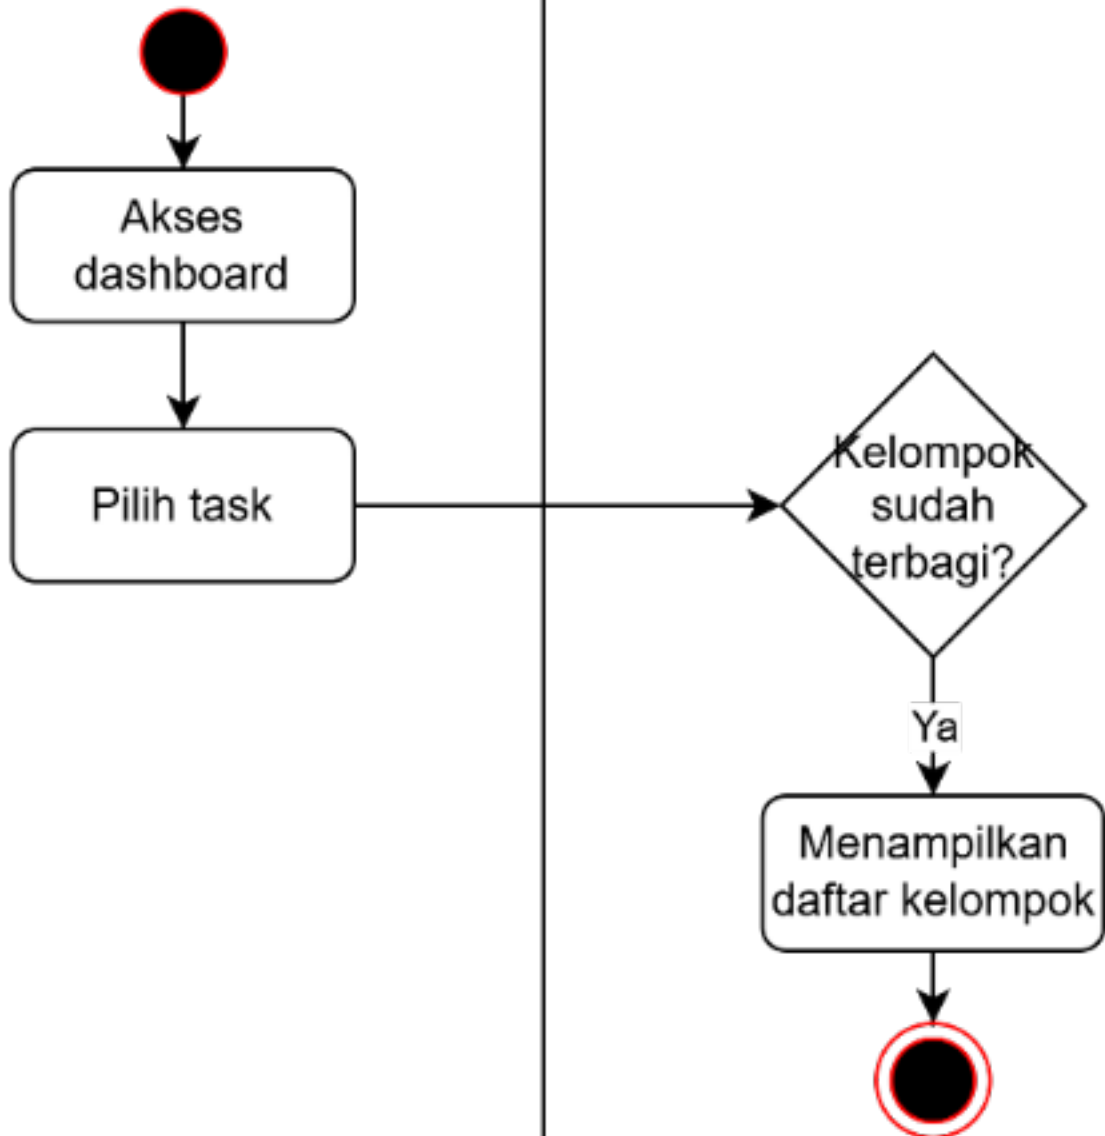 Akses
dashboard
Pilih task
Kelompok
sudah
terbagi?
Ya
Menampilkan
daftar kelompok